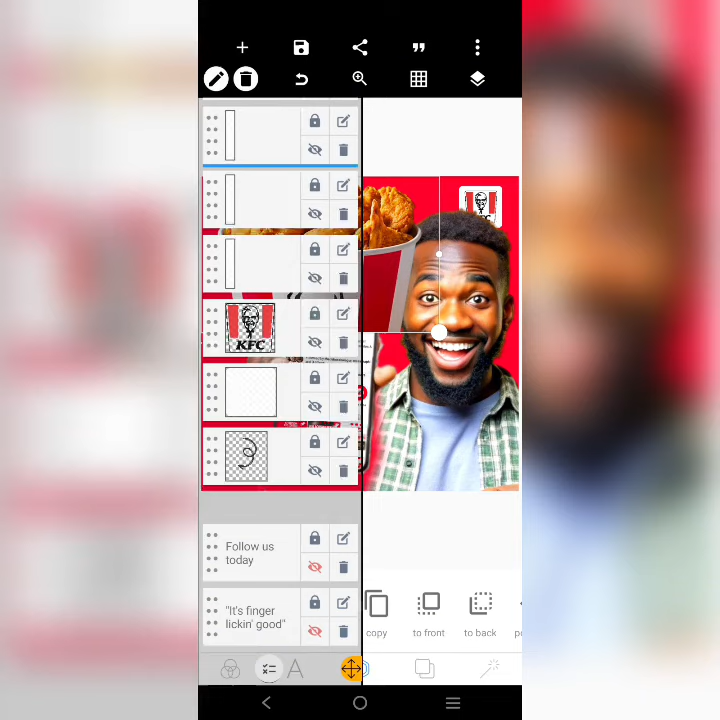 KFC
Follow us
today
"It's finger
lickin' good"
copy
to front
to back